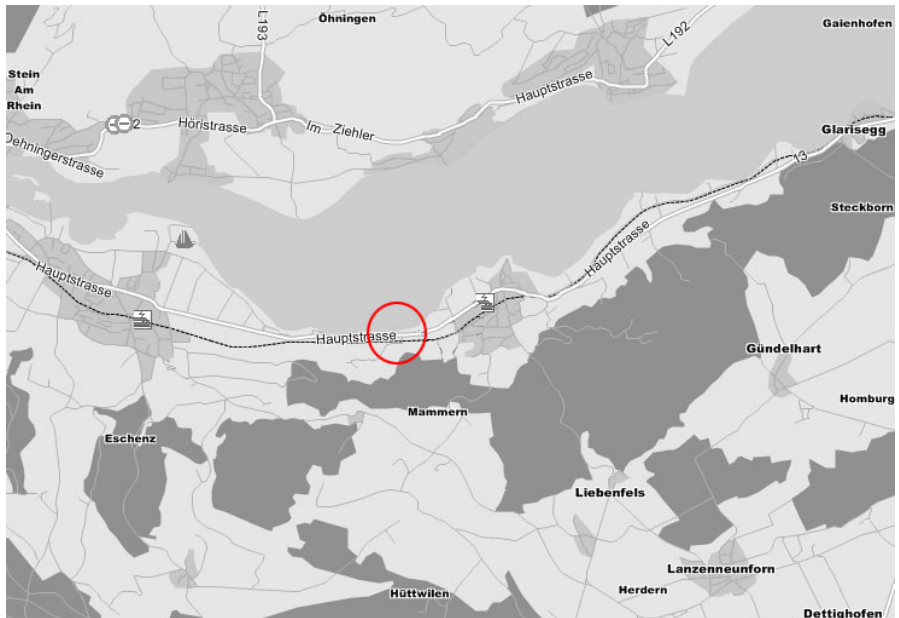 Öhningen
L193
L192
Gaienhofen
Stein
Am
Rhein
Hauptstrasse
2
Höristrasse
Im Ziehler
Glarisegg
Oehningerstrasse
13
Steckborn
Hauptstrasse
Hauptstrasse
Hauptstrasse
Gündelhart
Homburg
Mammern
Eschenz
Liebenfels
Lanzenneunforn
Herdern
Hüttwilen
Dettighofen